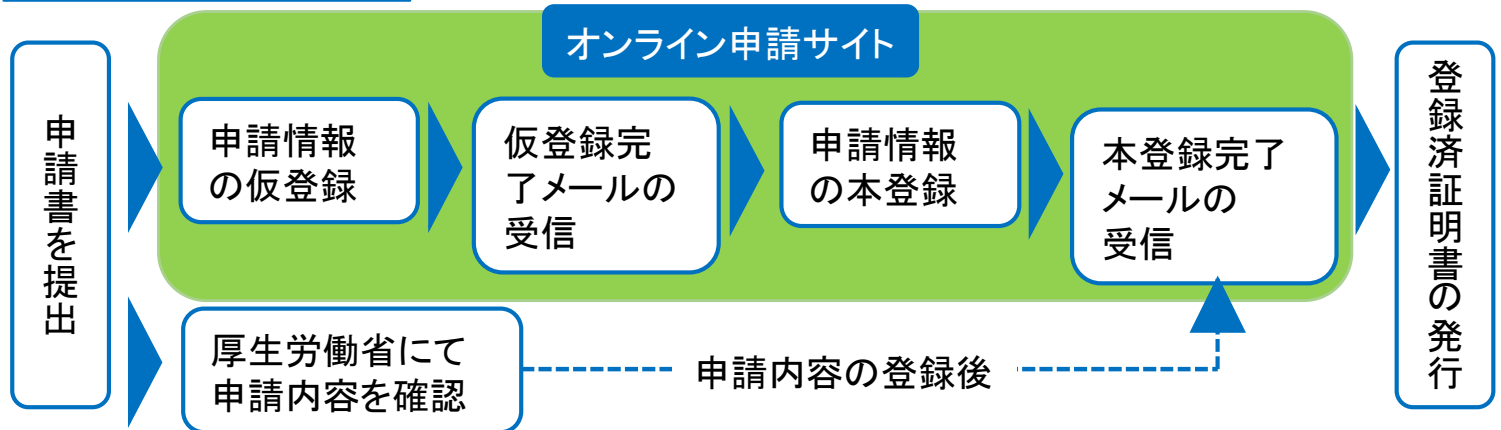 オンライン申請サイト
申請書を提出
申請情報
の仮登録
仮登録完
了メールの
受信
申請情報
の本登録
本登録完了
メールの
受信
登録済証明書の発行
厚生労働省にて
申請内容を確認
申請内容の登録後